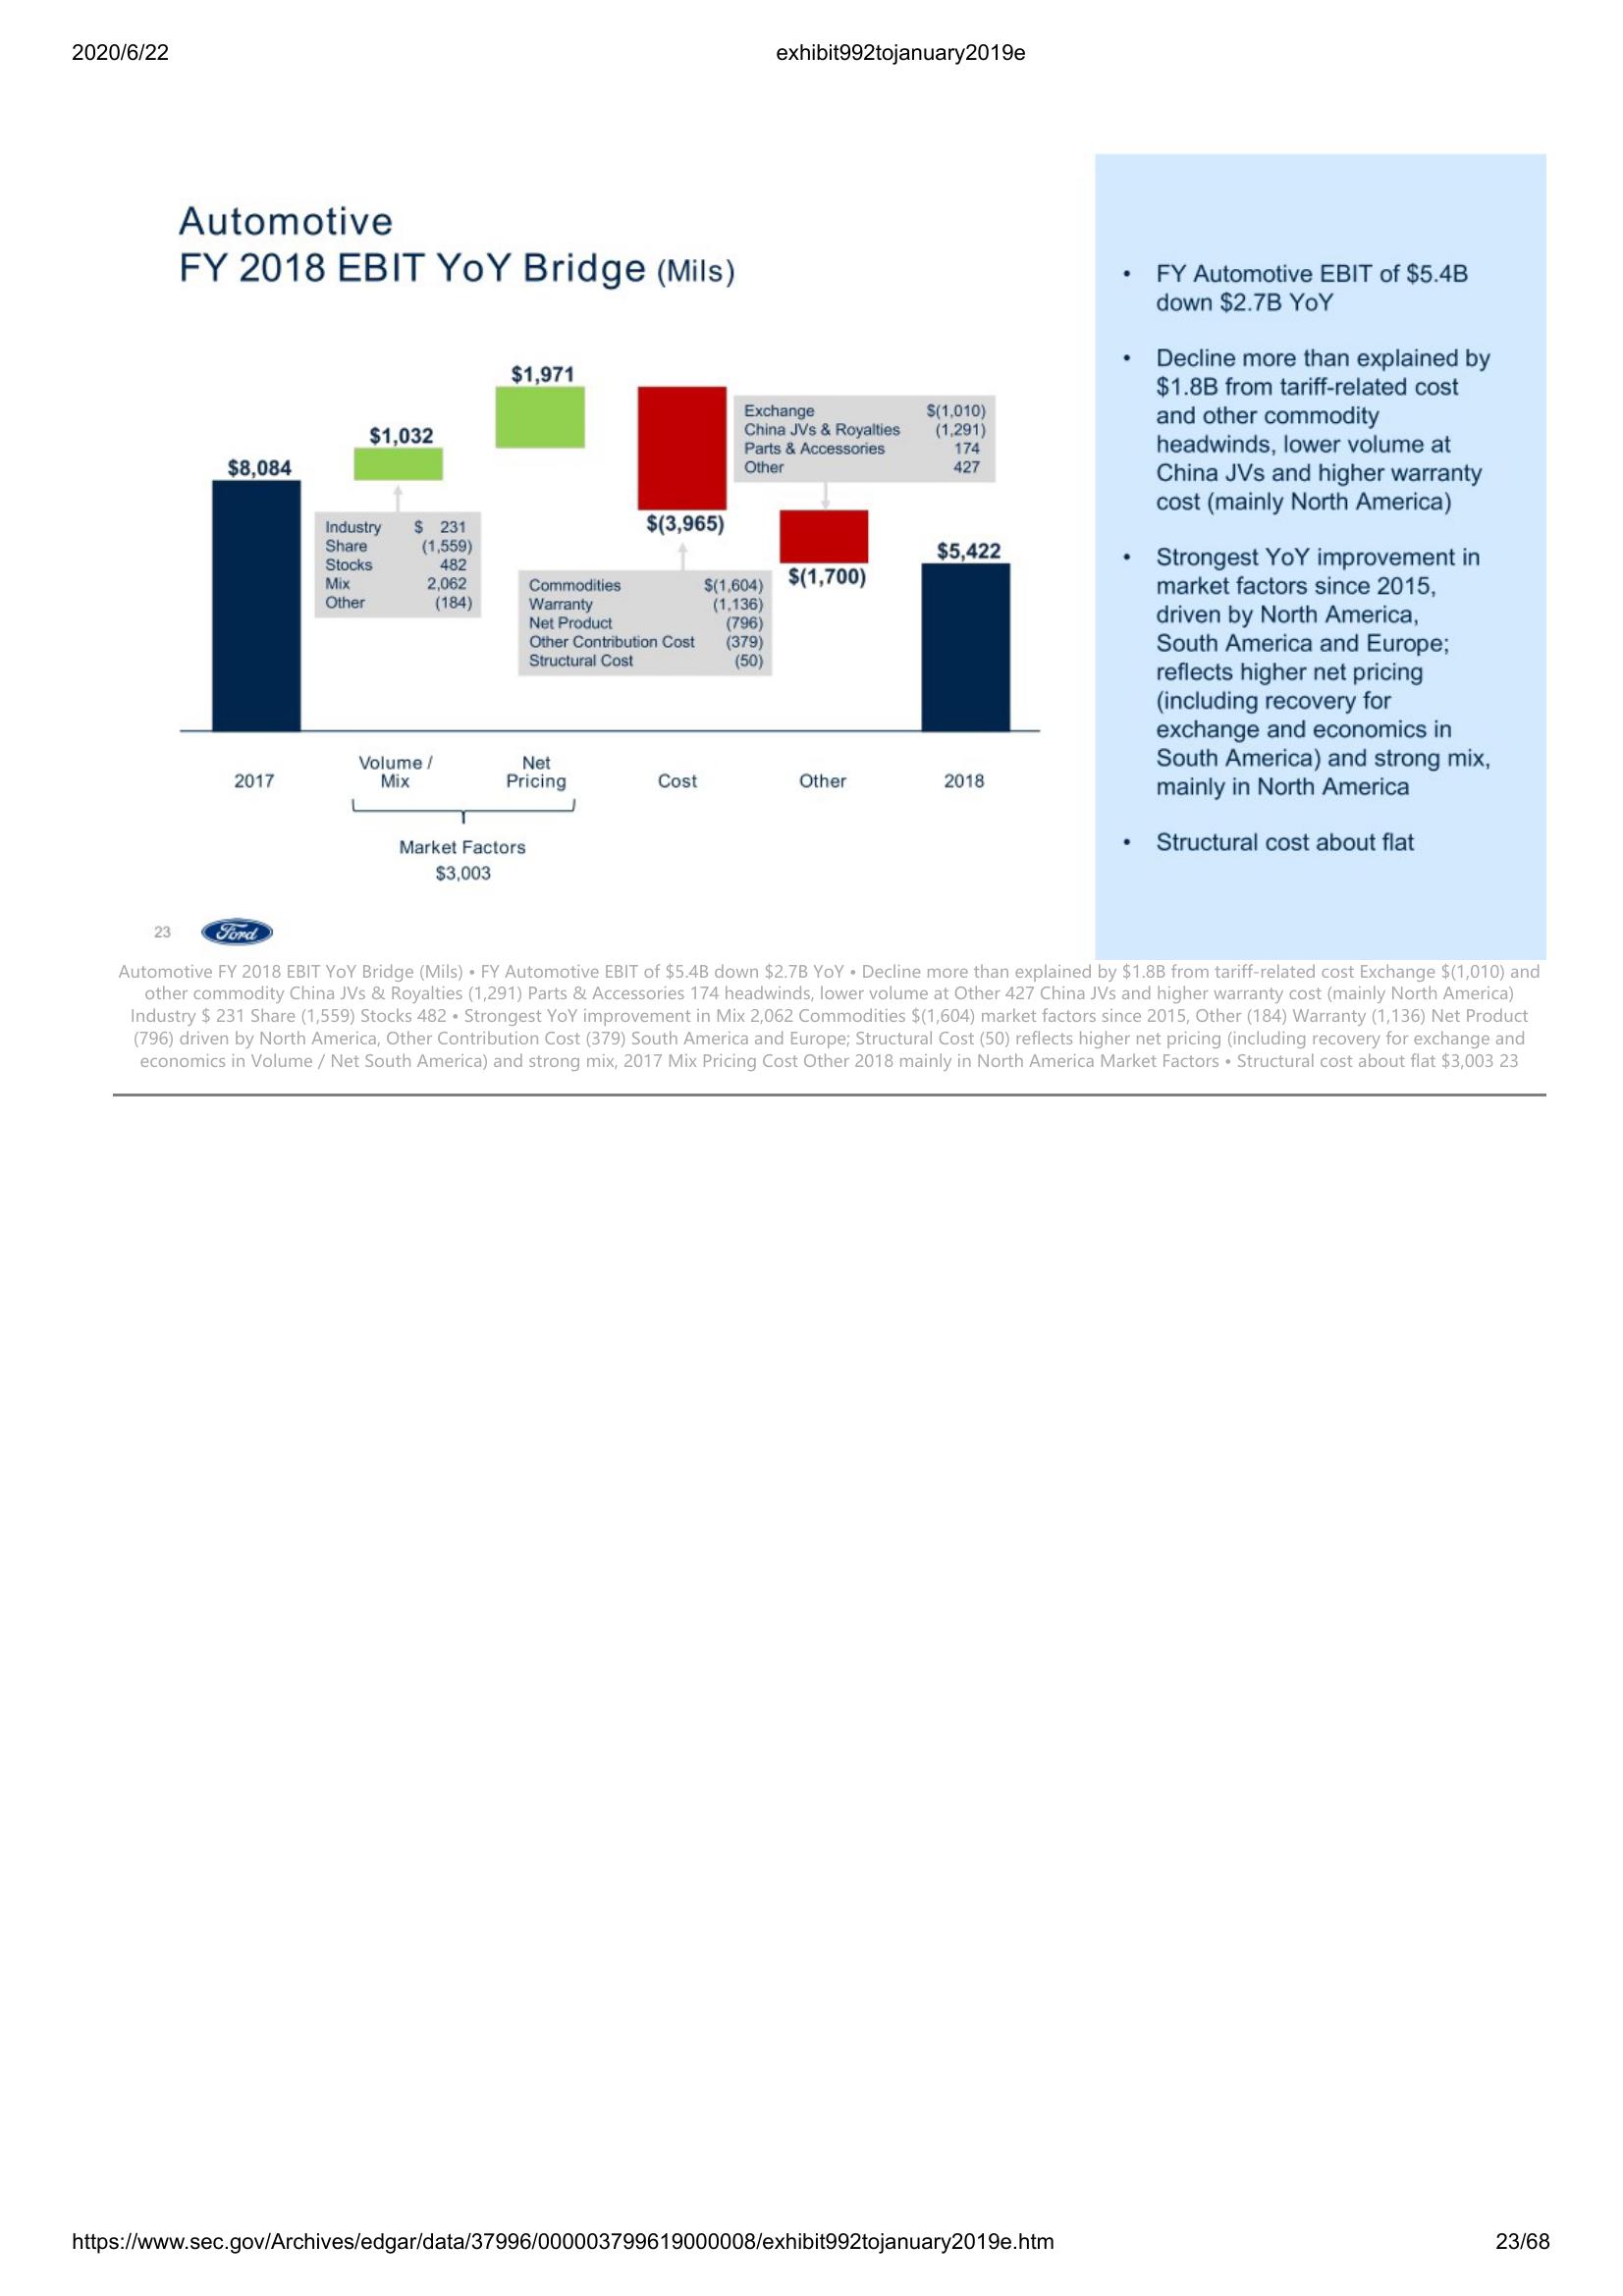 2020/6/22 exhibit992tojanuary2019e
Automotive
FY 2018 EBIT YoY Bridge (Mils)
$8,084
$1,032
$1,971
$(3,965)
$(1,700)
$5,422
Industry $ 231
Share (1,559)
Stocks 482
Mix 2,062
Other (184)
Commodities $(1,604)
Warranty (1,136)
Net Product (796)
Other Contribution Cost (379)
Structural Cost (50)
Exchange $(1,010)
China JVs & Royalties (1,291)
Parts & Accessories 174
Other 427
2017
Volume /
Mix
Net
Pricing
Cost
Other
2018
Market Factors
$3,003
• FY Automotive EBIT of $5.4B
down $2.7B YoY
• Decline more than explained by
$1.8B from tariff-related cost
and other commodity
headwinds, lower volume at
China JVs and higher warranty
cost (mainly North America)
• Strongest YoY improvement in
market factors since 2015,
driven by North America,
South America and Europe;
reflects higher net pricing
(including recovery for
exchange and economics in
South America) and strong mix,
mainly in North America
• Structural cost about flat
23
Ford
Automotive FY 2018 EBIT YoY Bridge (Mils) • FY Automotive EBIT of $5.4B down $2.7B YoY • Decline more than explained by $1.8B from tariff-related cost Exchange $(1,010) and
other commodity China JVs & Royalties (1,291) Parts & Accessories 174 headwinds, lower volume at Other 427 China JVs and higher warranty cost (mainly North America)
Industry $ 231 Share (1,559) Stocks 482 • Strongest YoY improvement in Mix 2,062 Commodities $(1,604) market factors since 2015, Other (184) Warranty (1,136) Net Product
(796) driven by North America, Other Contribution Cost (379) South America and Europe; Structural Cost (50) reflects higher net pricing (including recovery for exchange and
economics in Volume / Net South America) and strong mix, 2017 Mix Pricing Cost Other 2018 mainly in North America Market Factors • Structural cost about flat $3,003 23
https://www.sec.gov/Archives/edgar/data/37996/000003799619000008/exhibit992tojanuary2019e.htm 23/68